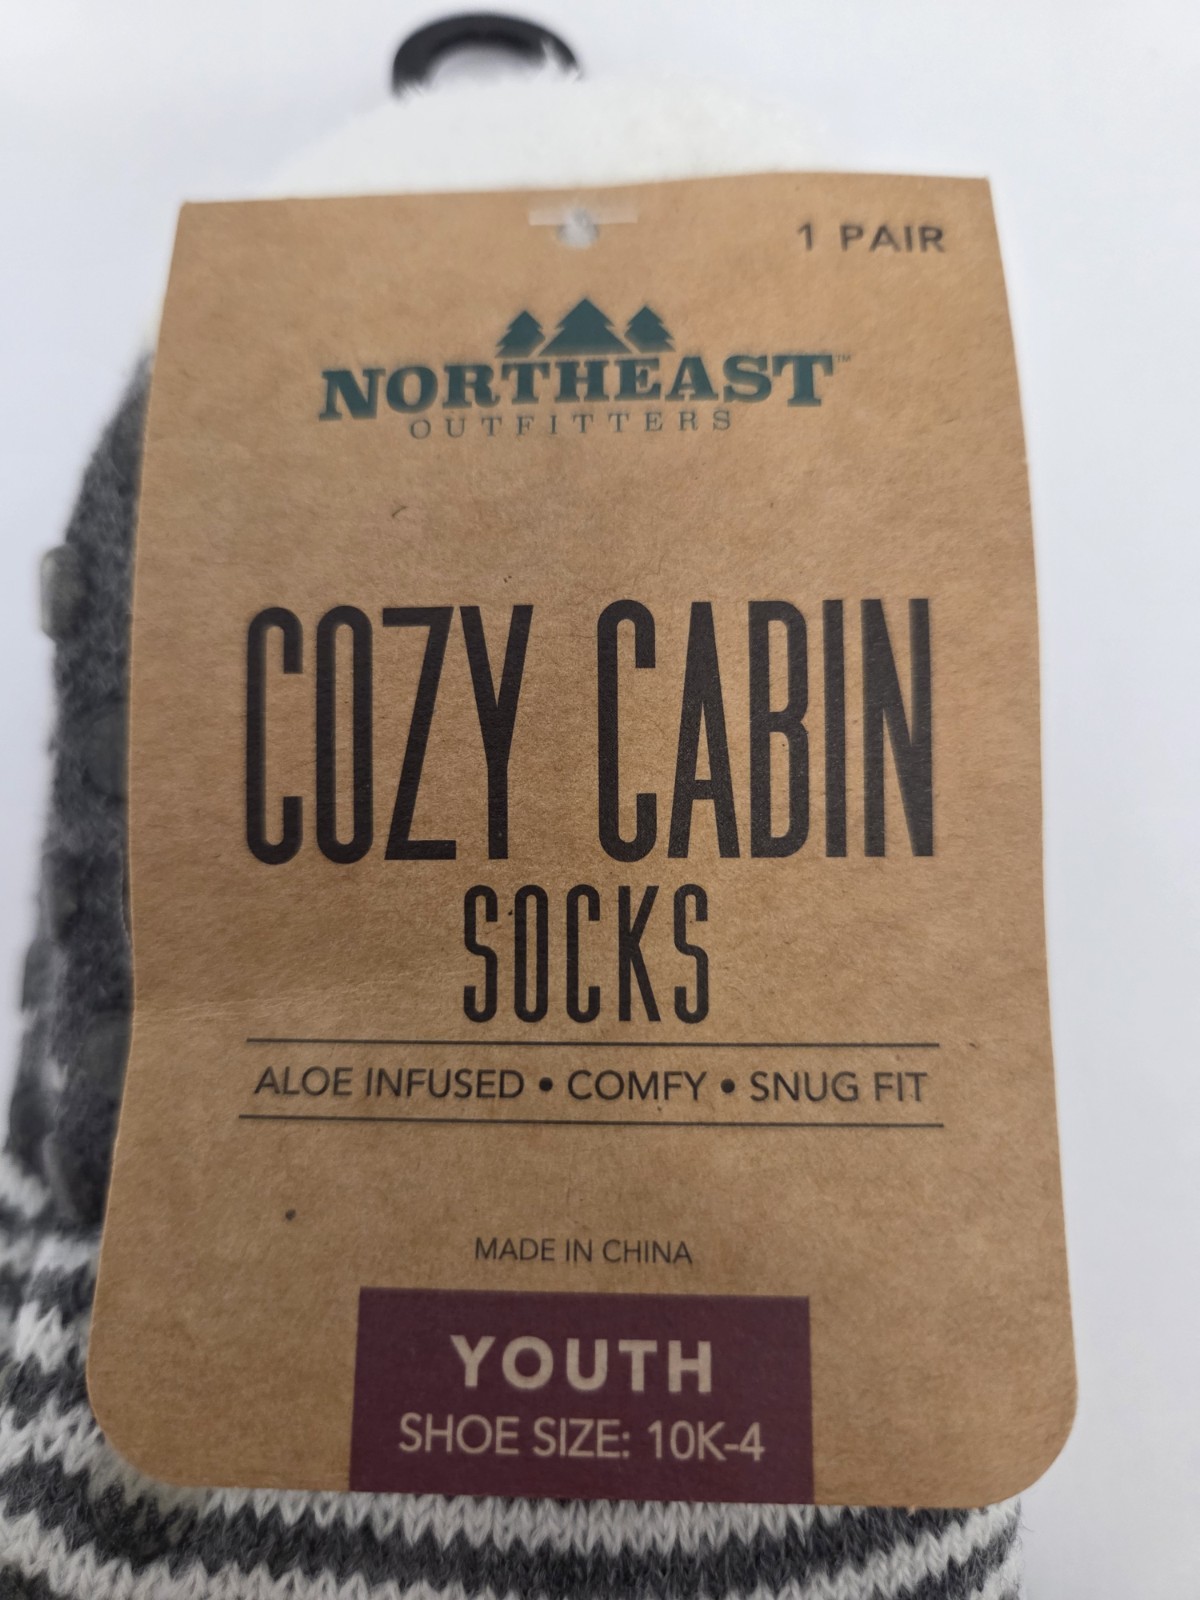 1 PAIR
NORTHEAST™
OUTFITTERS
COZY CABIN
SOCKS
ALOE INFUSED • COMFY • SNUG FIT
MADE IN CHINA
YOUTH
SHOE SIZE: 10K-4